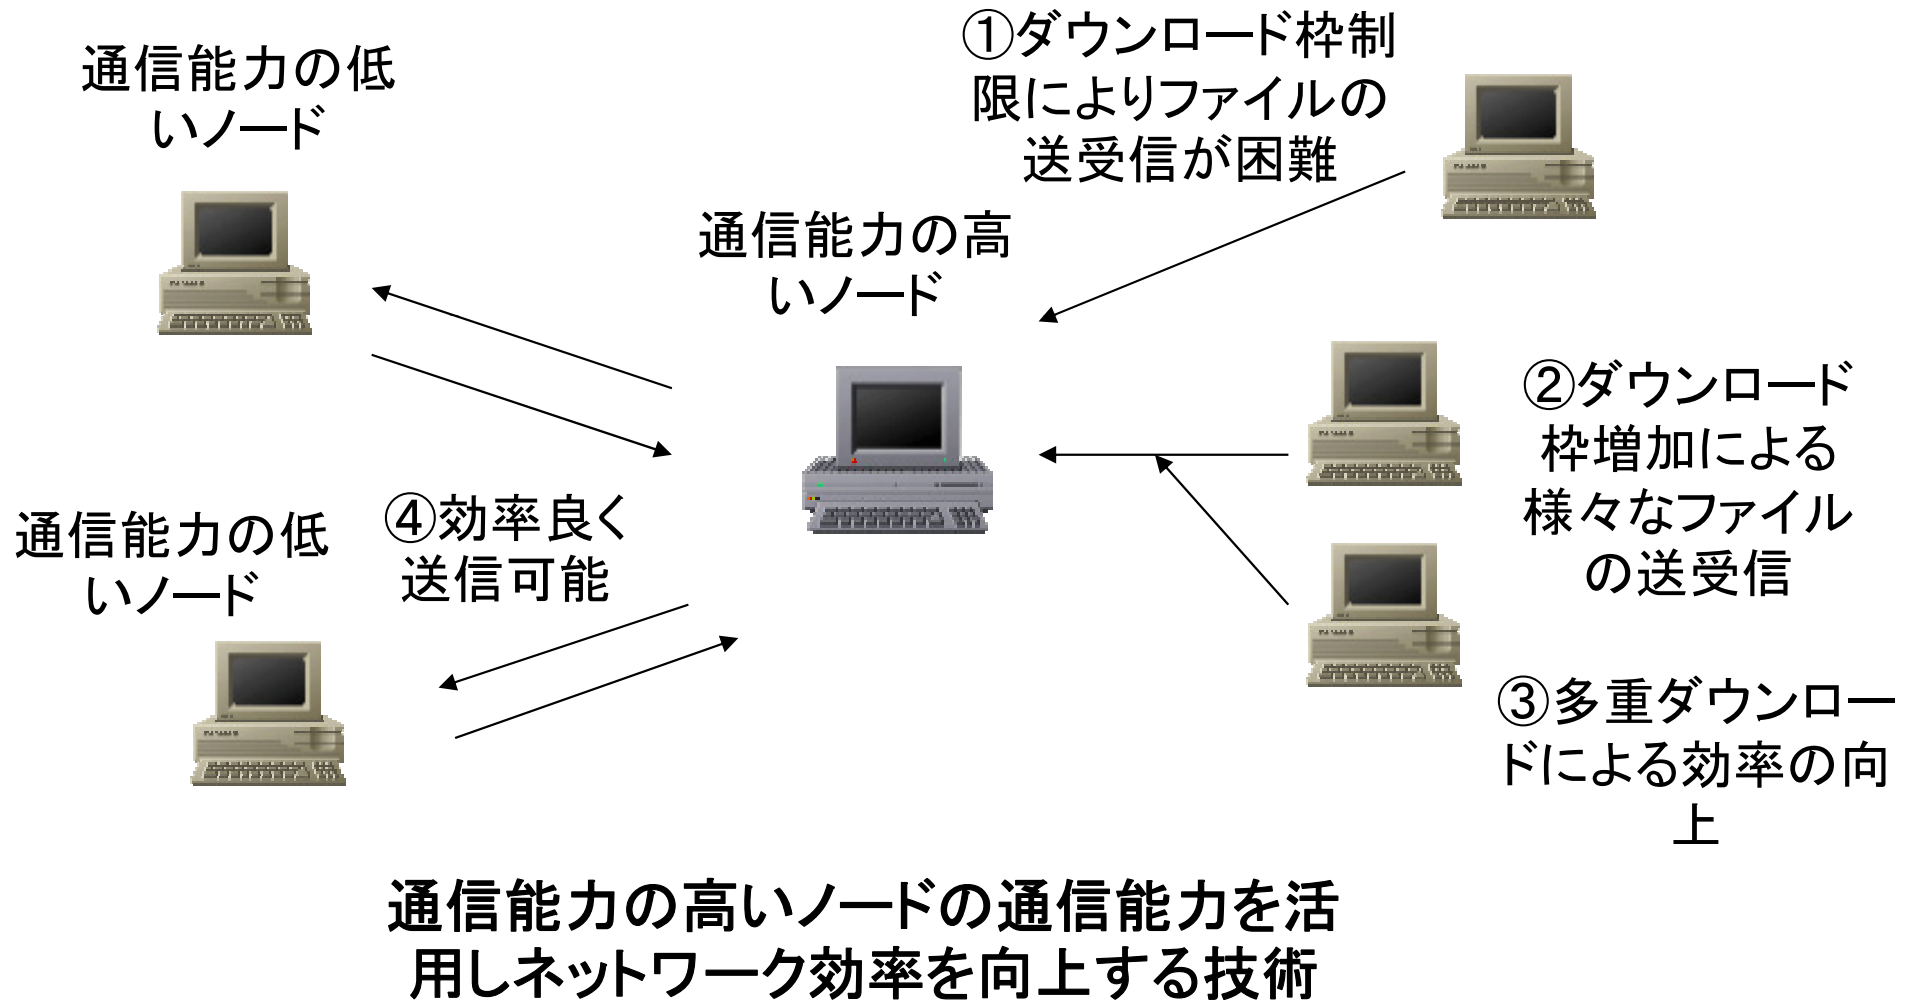 通信能力の低
いノード
①ダウンロード枠制
限によりファイルの
送受信が困難
通信能力の高
いノード
②ダウンロード
枠増加による
様々なファイル
の送受信
通信能力の低
いノード
④効率良く
送信可能
③多重ダウンロー
ドによる効率の向
上
通信能力の高いノードの通信能力を活
用しネットワーク効率を向上する技術